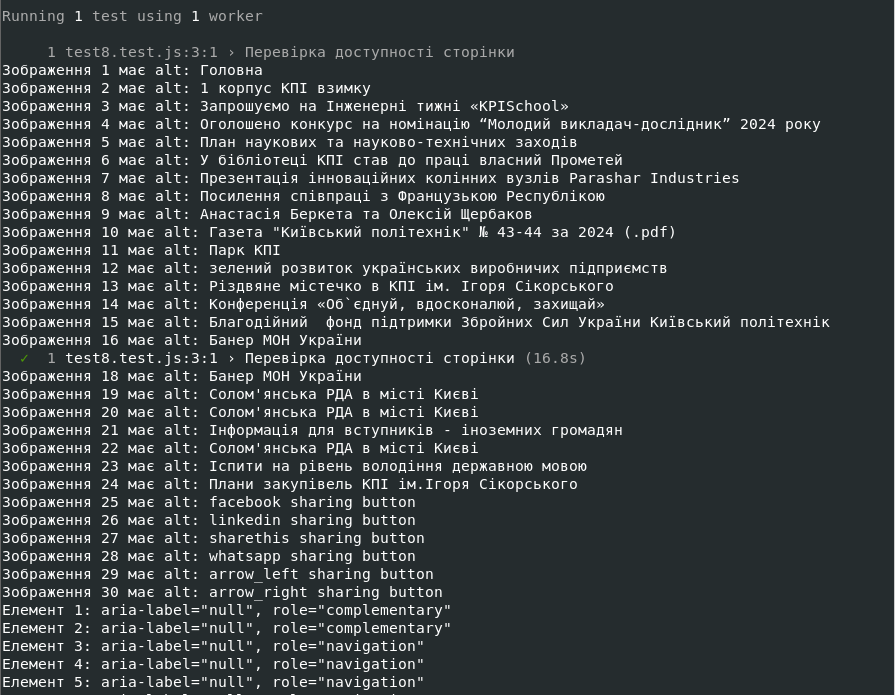 Running 1 test using 1 worker
1 test8.test.js:3:1 › Перевірка доступності сторінки
Зображення 1 має alt: Головна
Зображення 2 має alt: 1 корпус КПІ взимку
Зображення 3 має alt: Запрошуємо на Інженерні тижні «KPISchool»
Зображення 4 має alt: Оголошено конкурс на номінацію “Молодий викладач-дослідник” 2024 року
Зображення 5 має alt: План наукових та науково-технічних заходів
Зображення 6 має alt: У бібліотеці КПІ став до праці власний Прометей
Зображення 7 має alt: Презентація інноваційних колінних вузлів Parashar Industries
Зображення 8 має alt: Посилення співпраці з Французькою Республікою
Зображення 9 має alt: Анастасія Беркета та Олексій Щербаков
Зображення 10 має alt: Газета "Київський політехнік" № 43-44 за 2024 (.pdf)
Зображення 11 має alt: Парк КПІ
Зображення 12 має alt: зелений розвиток українських виробничих підприємств
Зображення 13 має alt: Різдвяне містечко в КПІ ім. Ігоря Сікорського
Зображення 14 має alt: Конференція «Об`єднуй, вдосконалюй, захищай»
Зображення 15 має alt: Благодійний  фонд підтримки Збройних Сил України Київський політехнік
Зображення 16 має alt: Банер МОН України
✓ 1 test8.test.js:3:1 › Перевірка доступності сторінки (16.8s)
Зображення 18 має alt: Банер МОН України
Зображення 19 має alt: Солом'янська РДА в місті Києві
Зображення 20 має alt: Солом'янська РДА в місті Києві
Зображення 21 має alt: Інформація для вступників - іноземних громадян
Зображення 22 має alt: Солом'янська РДА в місті Києві
Зображення 23 має alt: Іспити на рівень володіння державною мовою
Зображення 24 має alt: Плани закупівель КПІ ім.Ігоря Сікорського
Зображення 25 має alt: facebook sharing button
Зображення 26 має alt: linkedin sharing button
Зображення 27 має alt: sharethis sharing button
Зображення 28 має alt: whatsapp sharing button
Зображення 29 має alt: arrow_left sharing button
Зображення 30 має alt: arrow_right sharing button
Елемент 1: aria-label="null", role="complementary"
Елемент 2: aria-label="null", role="complementary"
Елемент 3: aria-label="null", role="navigation"
Елемент 4: aria-label="null", role="navigation"
Елемент 5: aria-label="null", role="navigation"